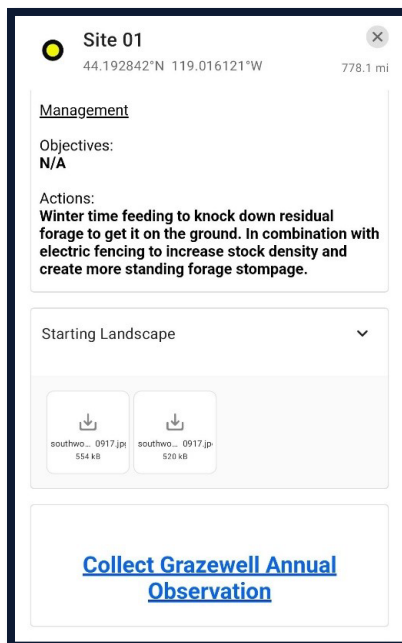 Site 01
44.192842°N 119.016121°W
778.1 mi
Management
Objectives:
N/A
Actions:
Winter time feeding to knock down residual
forage to get it on the ground. In combination with
electric fencing to increase stock density and
create more standing forage stompage.
Starting Landscape
southwo... 0917.jp
554 kB
southwo... 0917.jp
520 kB
Collect Grazewell Annual
Observation